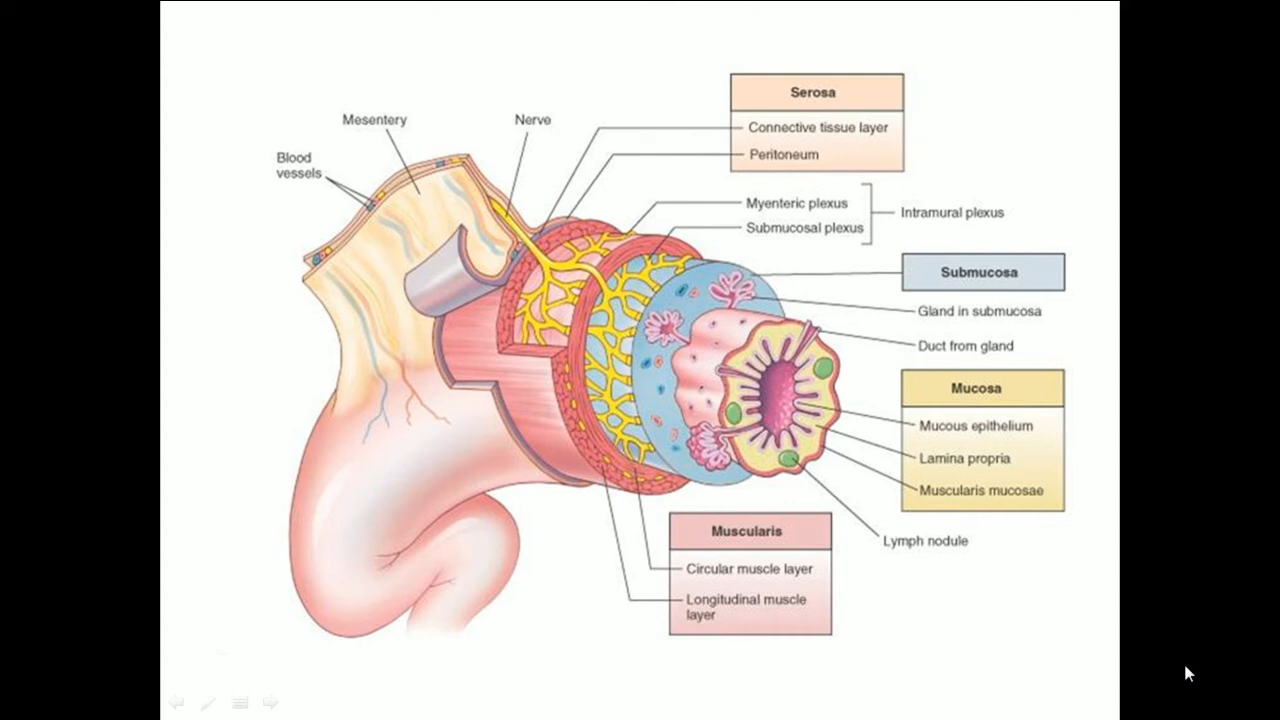 Serosa
Connective tissue layer
Peritoneum
Mesentery
Nerve
Blood
vessels
Myenteric plexus
Submucosal plexus
Intramural plexus
Submucosa
Gland in submucosa
Duct from gland
Mucosa
Mucous epithelium
Lamina propria
Muscularis mucosae
Lymph nodule
Muscularis
Circular muscle layer
Longitudinal muscle
layer